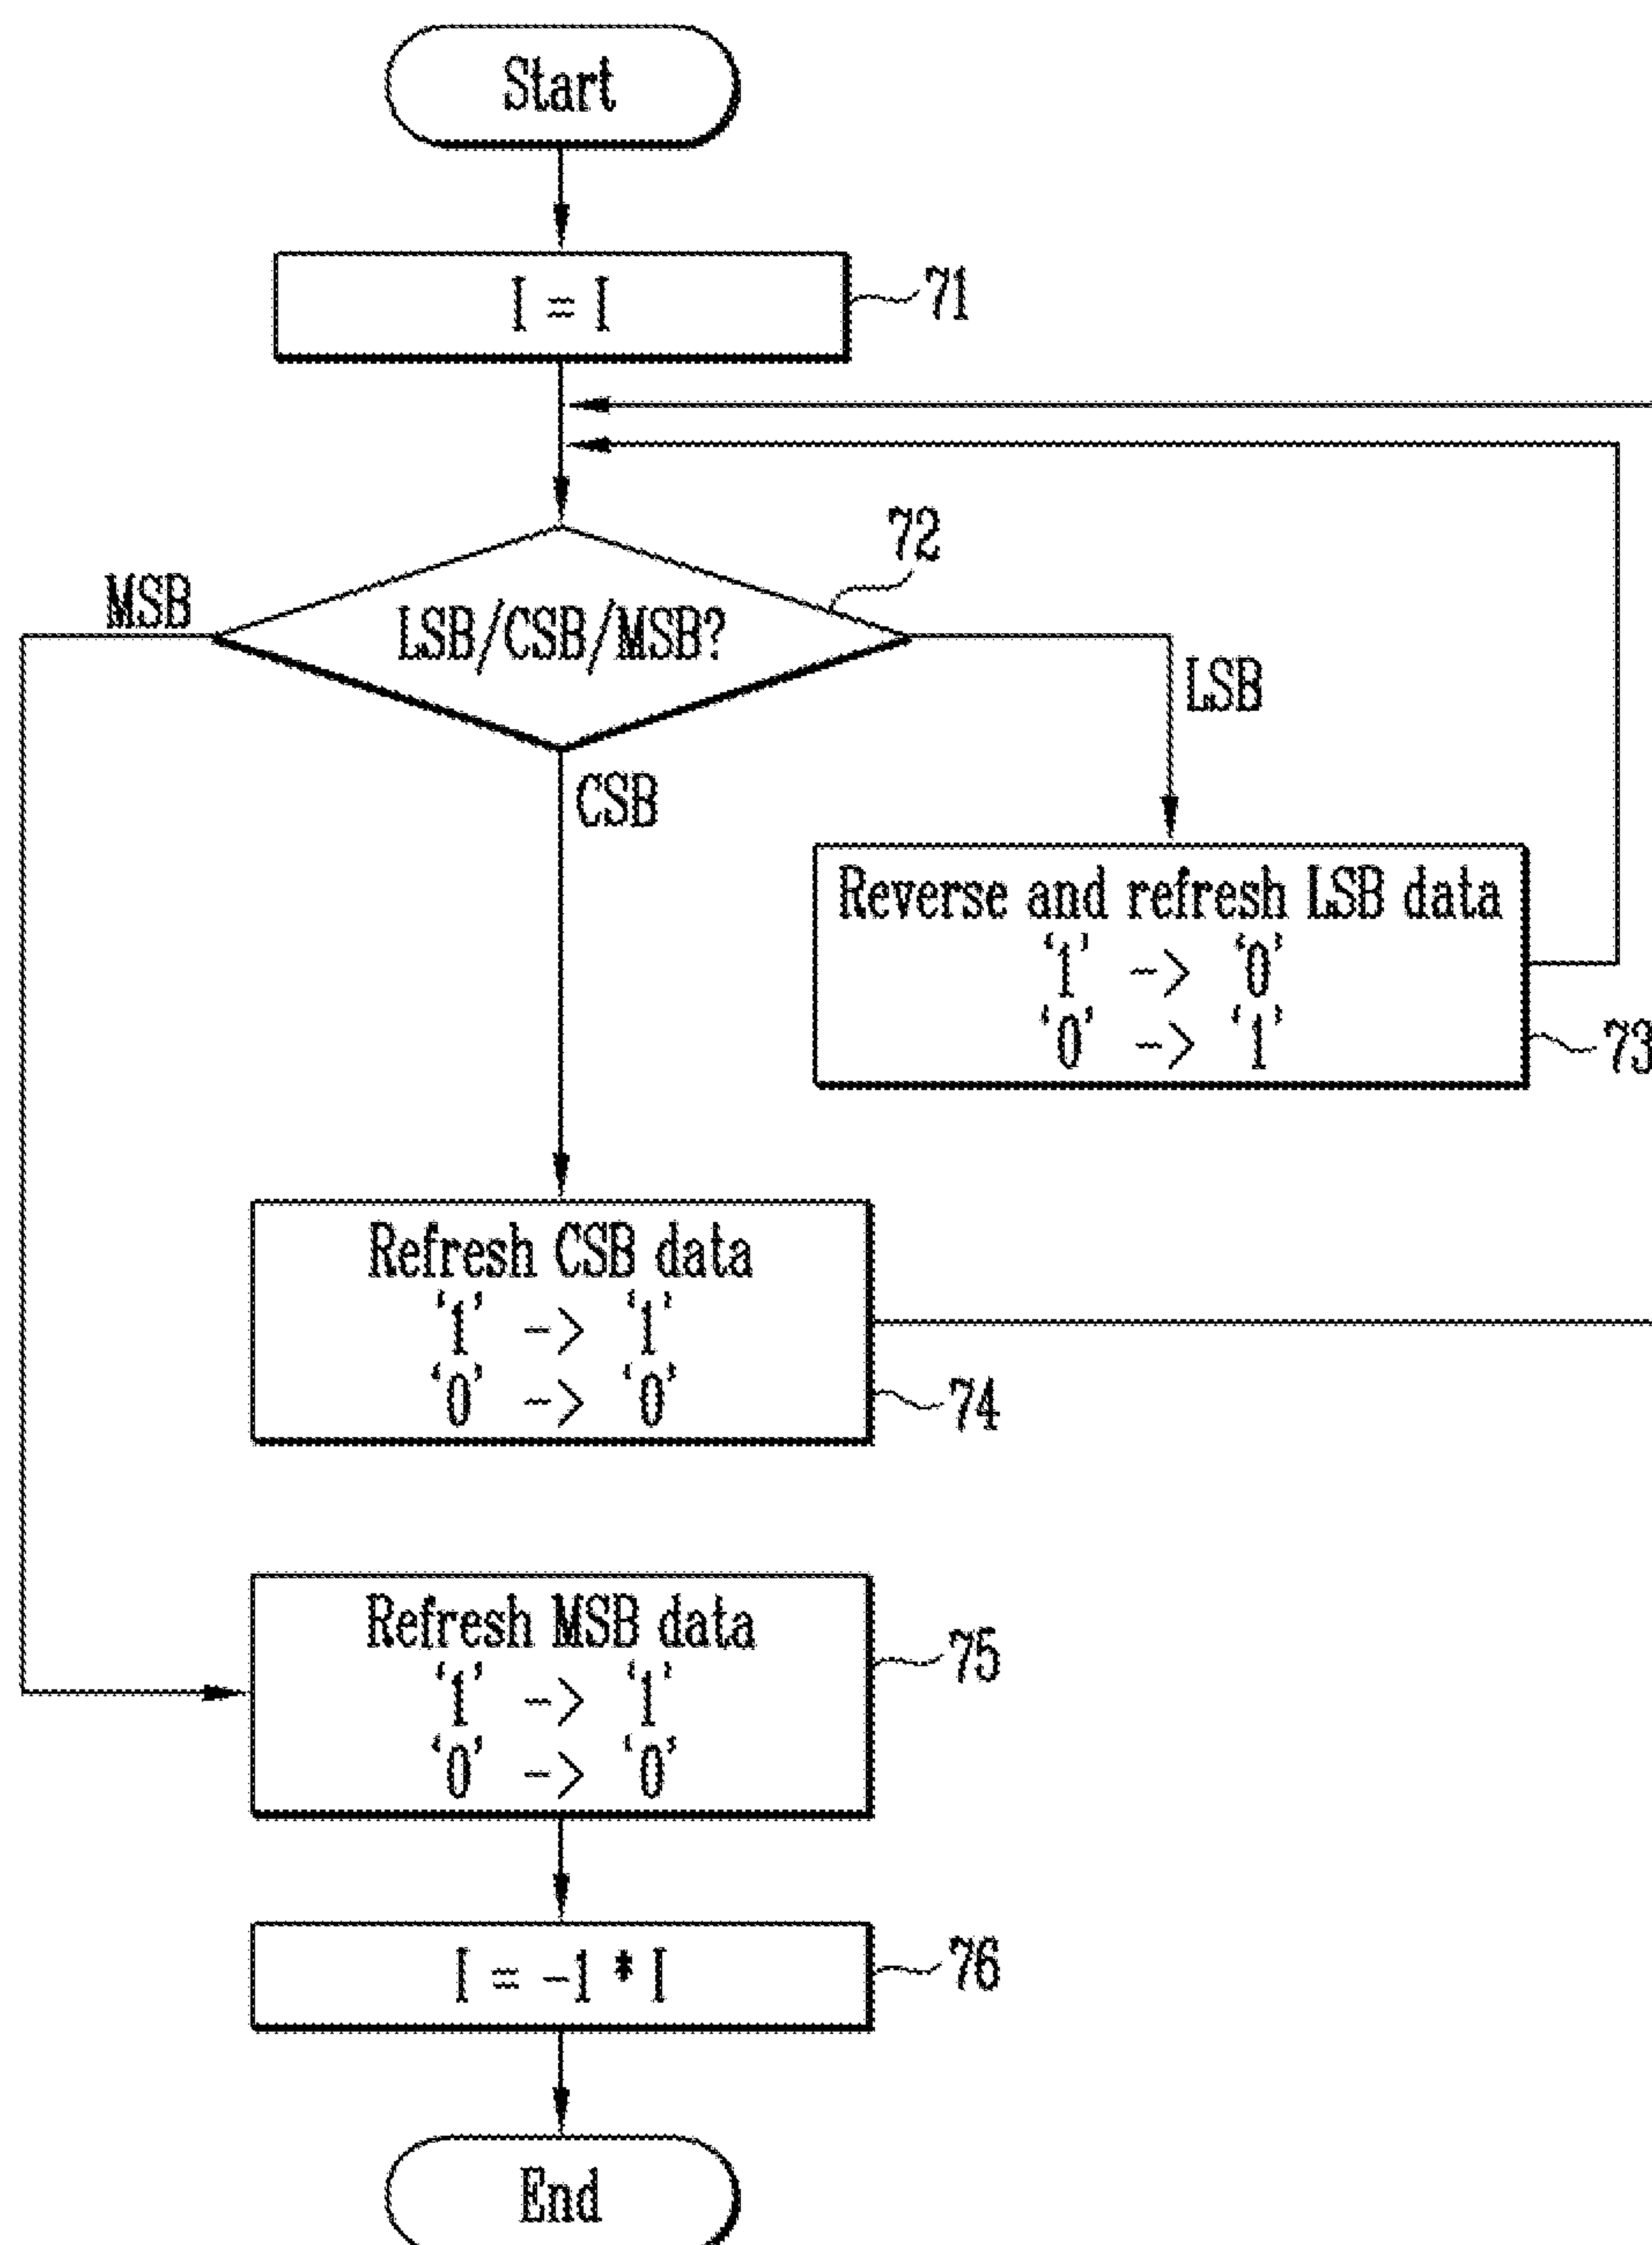 Start
I = I
71
72
MSB
LSB/CSB/MSB?
LSB
CSB
Reverse and refresh LSB data
‘1’ -> ‘0’
‘0’ -> ‘1’
73
Refresh CSB data
‘1’ -> ‘1’
‘0’ -> ‘0’
74
Refresh MSB data
‘1’ -> ‘1’
‘0’ -> ‘0’
75
I = -1 * I
76
End